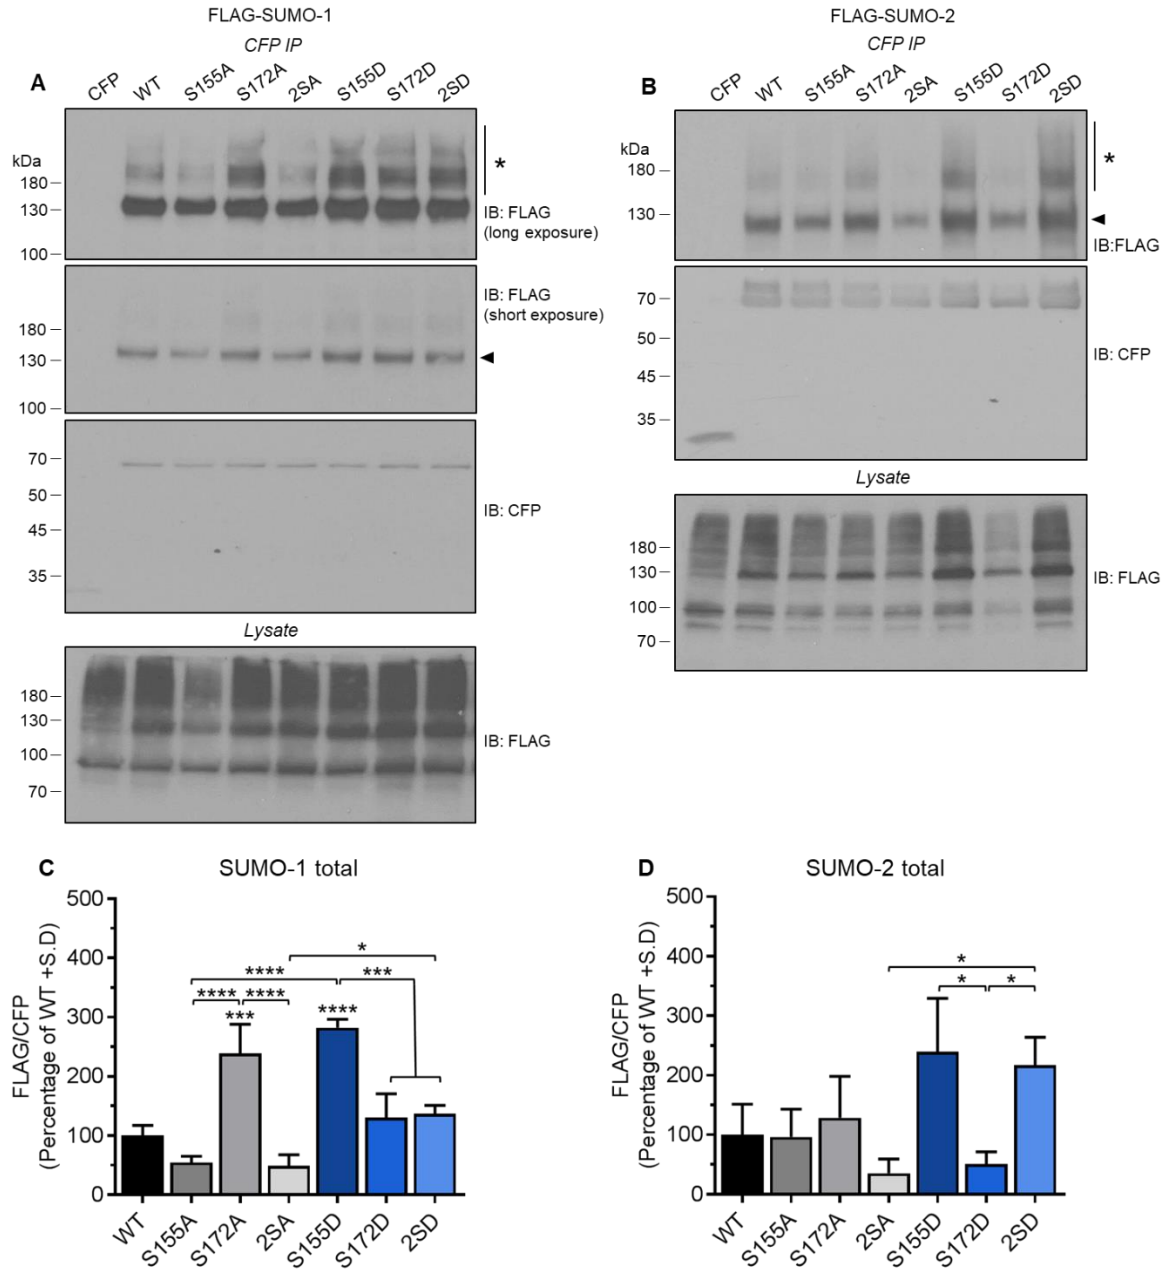 FLAG-SUMO-1
CFP IP
A
CFP WT S155A S172A 2SA S155D S172D 2SD
kDa
180
130
100
*
IB: FLAG
(long exposure)
180
130
100
IB: FLAG
(short exposure)
70
50
45
35
IB: CFP
Lysate
180
130
100
70
IB: FLAG
FLAG-SUMO-2
CFP IP
B
CFP WT S155A S172A 2SA S155D S172D 2SD
kDa
180
130
*
IB:FLAG
70
50
45
35
IB: CFP
Lysate
180
130
100
70
IB: FLAG
C
SUMO-1 total
FLAG/CFP
(Percentage of WT +S.D)
500
400
300
200
100
0
*
**** ***
**** ****
*** ****
WT S155A S172A 2SA S155D S172D 2SD
D
SUMO-2 total
FLAG/CFP
(Percentage of WT +S.D)
500
400
300
200
100
0
*
* *
WT S155A S172A 2SA S155D S172D 2SD